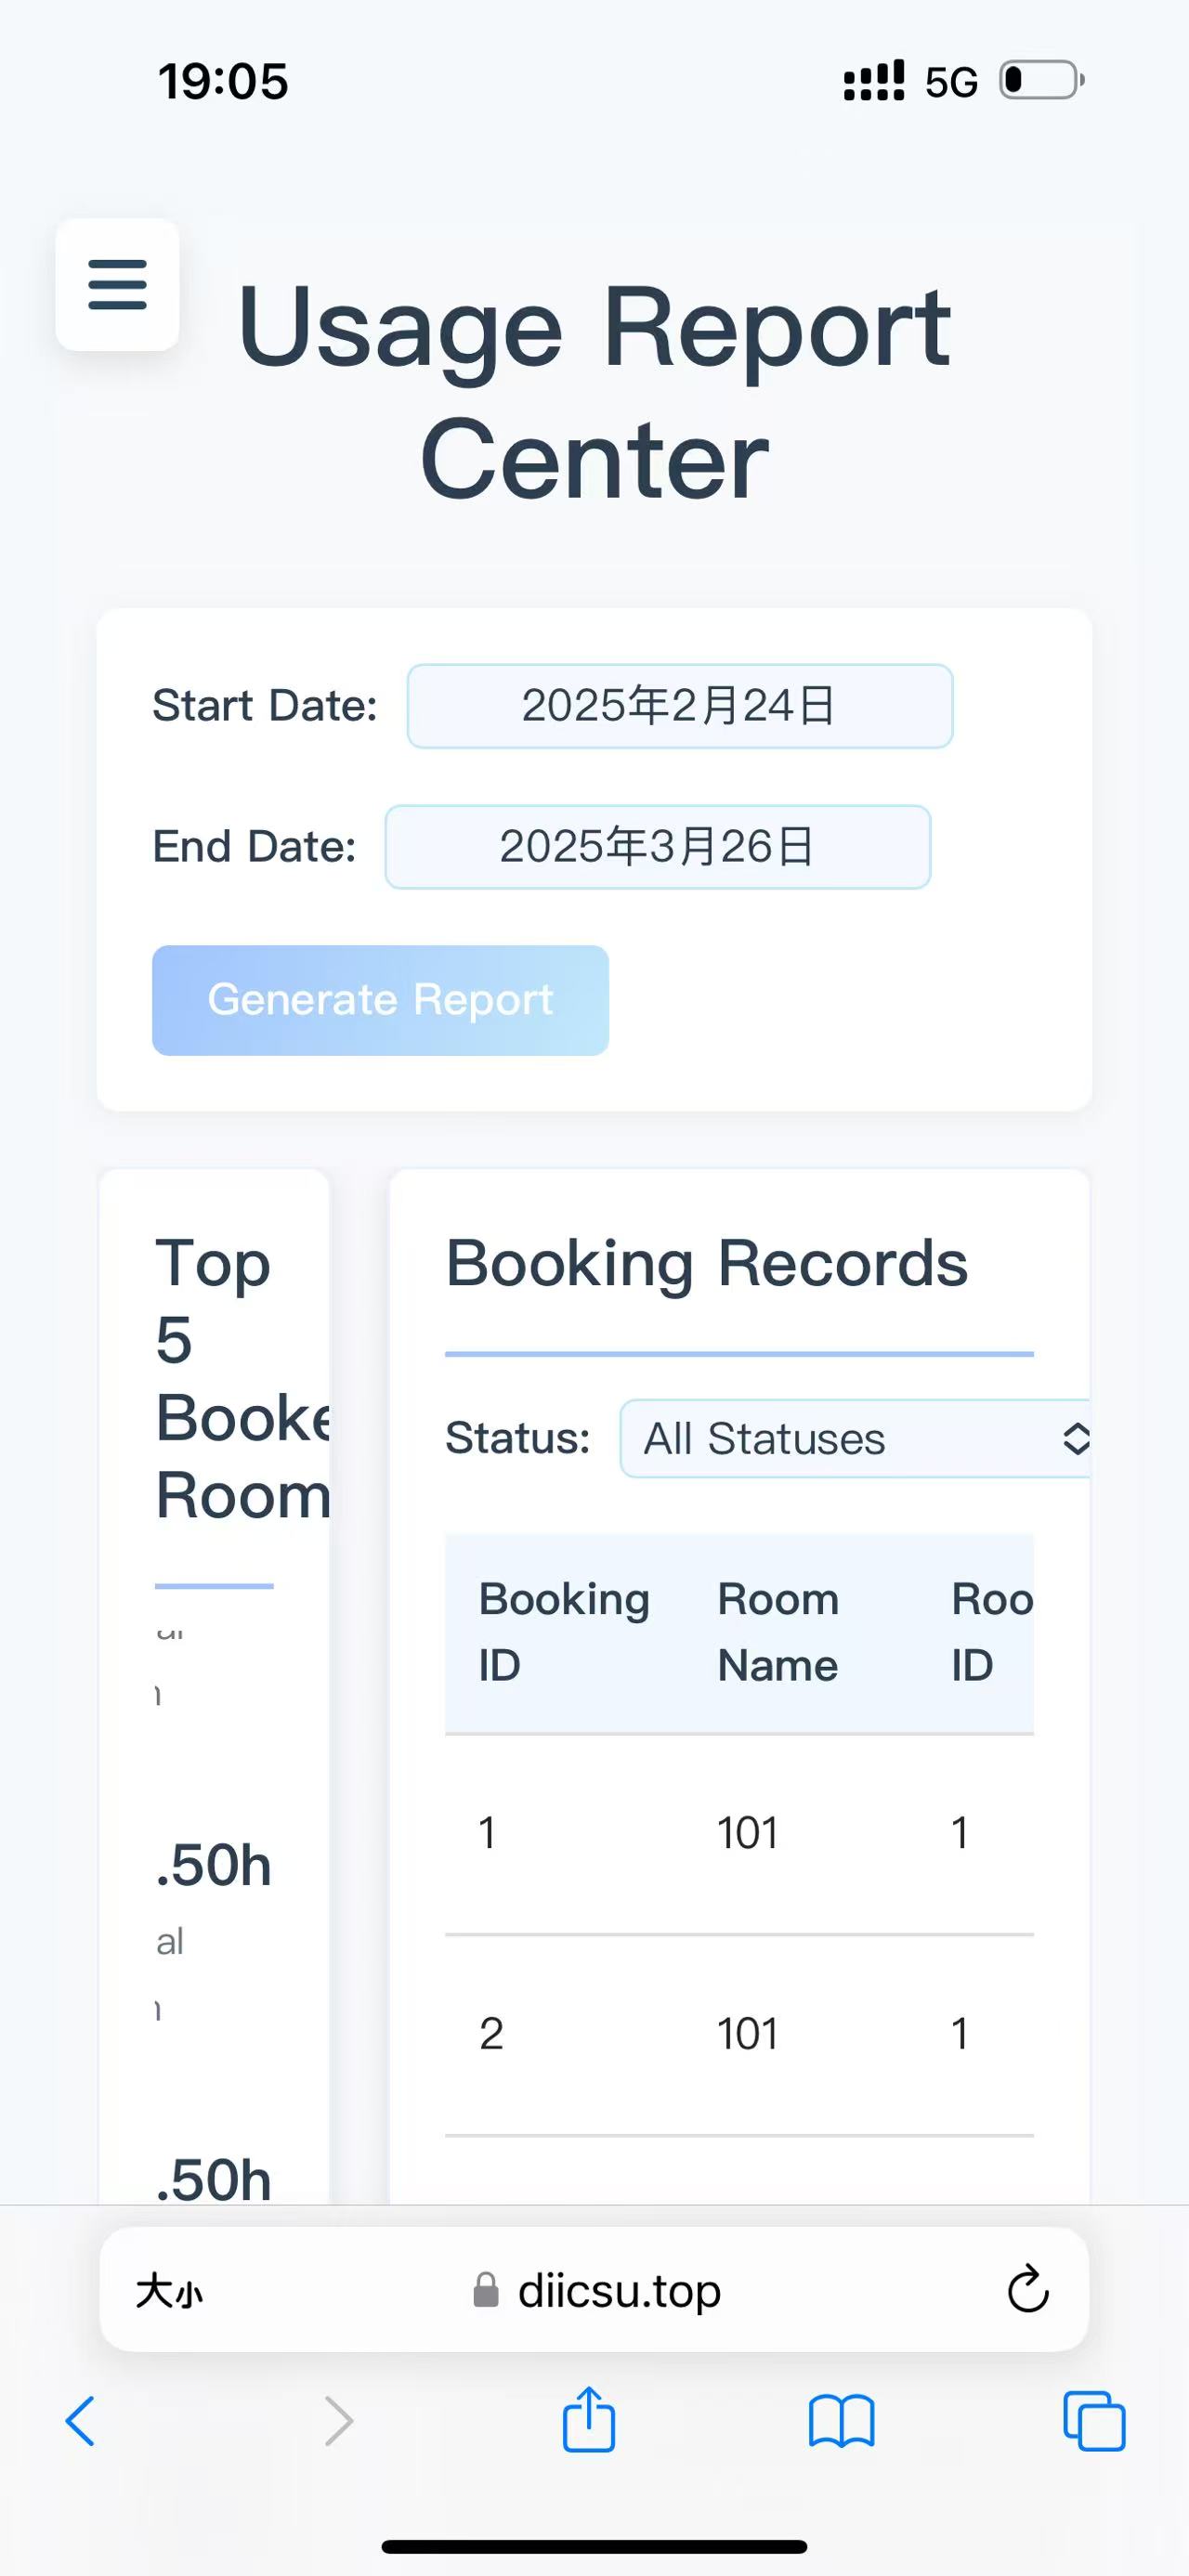 19:05
5G
Usage Report
Center
Start Date:
2025年2月24日
End Date:
2025年3月26日
Generate Report
Top
5
Booke
Room
Booking Records
Status:
All Statuses
Booking
ID
Room
Name
Roo
ID
1
101
1
2
101
1
.50h
al
.50h
大小
diicsu.top